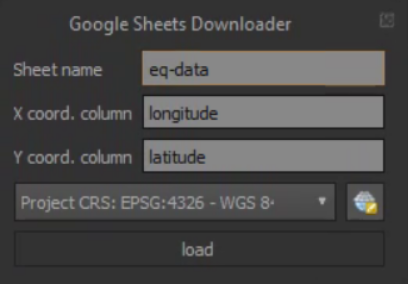 Google Sheets Downloader
Sheet name eq-data
X coord. column longitude
Y coord. column latitude
Project CRS: EPSG:4326 - WGS 8
load